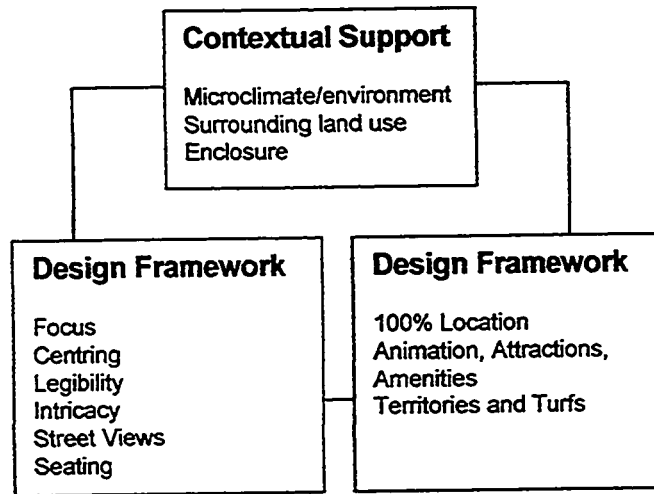 Contextual Support
Microclimate/environment
Surrounding land use
Enclosure
Design Framework
Focus
Centring
Legibility
Intricacy
Street Views
Seating
Design Framework
100% Location
Animation, Attractions,
Amenities
Territories and Turfs